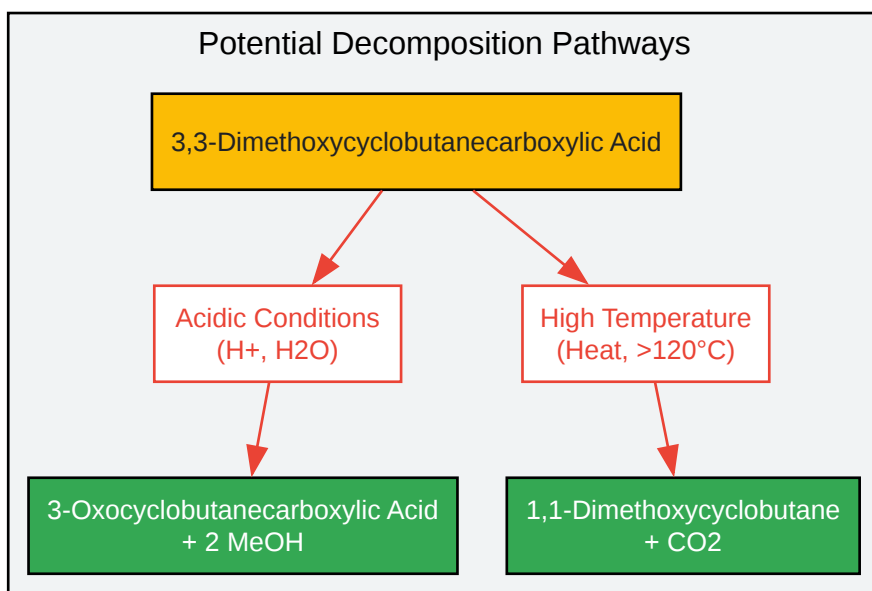 Potential Decomposition Pathways
3,3-Dimethoxycyclobutanecarboxylic Acid
Acidic Conditions
(H+, H2O)
High Temperature
(Heat, >120°C)
3-Oxocyclobutanecarboxylic Acid
+ 2 MeOH
1,1-Dimethoxycyclobutane
+ CO2